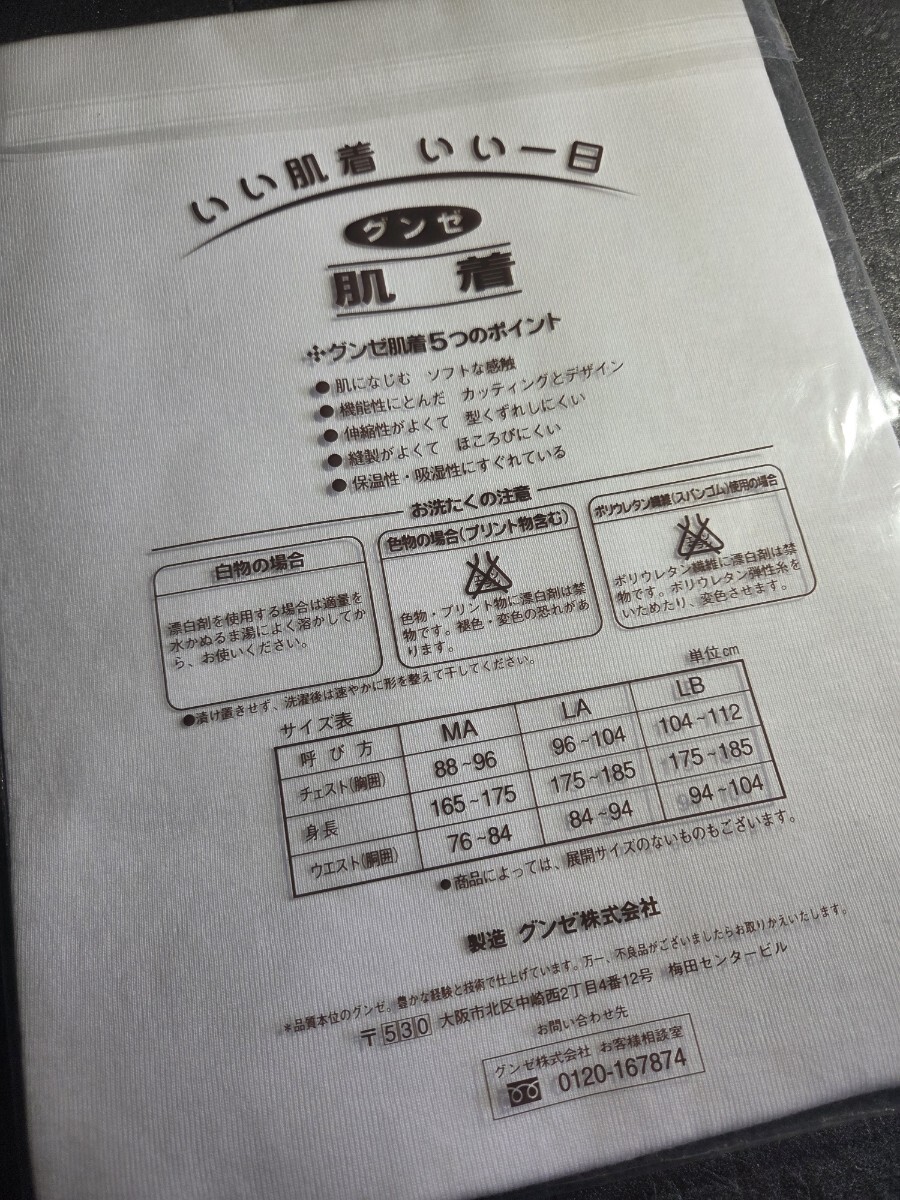 いい肌着 いい一日
グンゼ
肌 着
グンゼ肌着5つのポイント
● 肌になじむ ソフトな感触
● 機能性にとんだ カッティングとデザイン
● 伸縮性がよくて 型くずれしにくい
● 縫製がよくて ほころびにくい
● 保温性・吸湿性にすぐれている
お洗たくの注意
白物の場合
漂白剤を使用する場合は適量を
水かぬるま湯によく溶かしてか
ら、お使いください。
色物の場合(プリント物含む)
色物・プリント物に漂白剤は禁
物です。褪色・変色の恐れがあ
ります。
ポリウレタン繊維(スパンゴム)使用の場合
ポリウレタン繊維に漂白剤は禁
物です。ポリウレタン弾性糸を
いためたり、変色させます。
●漬け置きせず、洗濯後は速やかに形を整えて干してください。
サイズ表 単位cm
呼び方 MA LA LB
チェスト(胸囲) 88~96 96~104 104~112
身長 165~175 175~185 175~185
ウエスト(胴囲) 76~84 84~94 94~104
●商品によっては、展開サイズのないものもございます。
製造 グンゼ株式会社
*品質本位のグンゼ。豊かな経験と技術で仕上げています。万一、不良品がございましたらお取りかえいたします。
〒530 大阪市北区中崎西2丁目4番12号 梅田センタービル
お問い合わせ先
グンゼ株式会社 お客様相談室
0120-167874